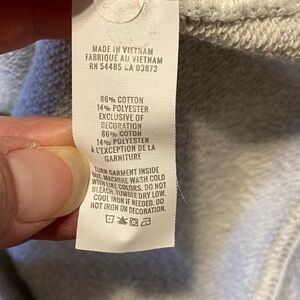 MADE IN VIETNAM
FABRIQUÉ AU VIETNAM
RN 54485 CA 03873
86% COTTON
14% POLYESTER
EXCLUSIVE OF
DECORATION
86% COTON
14% POLYESTER
A L'EXCEPTION DE LA
GARNITURE
TURN GARMENT INSIDE
OUT. MACHINE WASH COLD
WITH LIKE COLORS. DO NOT
BLEACH. TUMBLE DRY LOW.
COOL IRON IF NEEDED. DO
NOT IRON ON DECORATION.